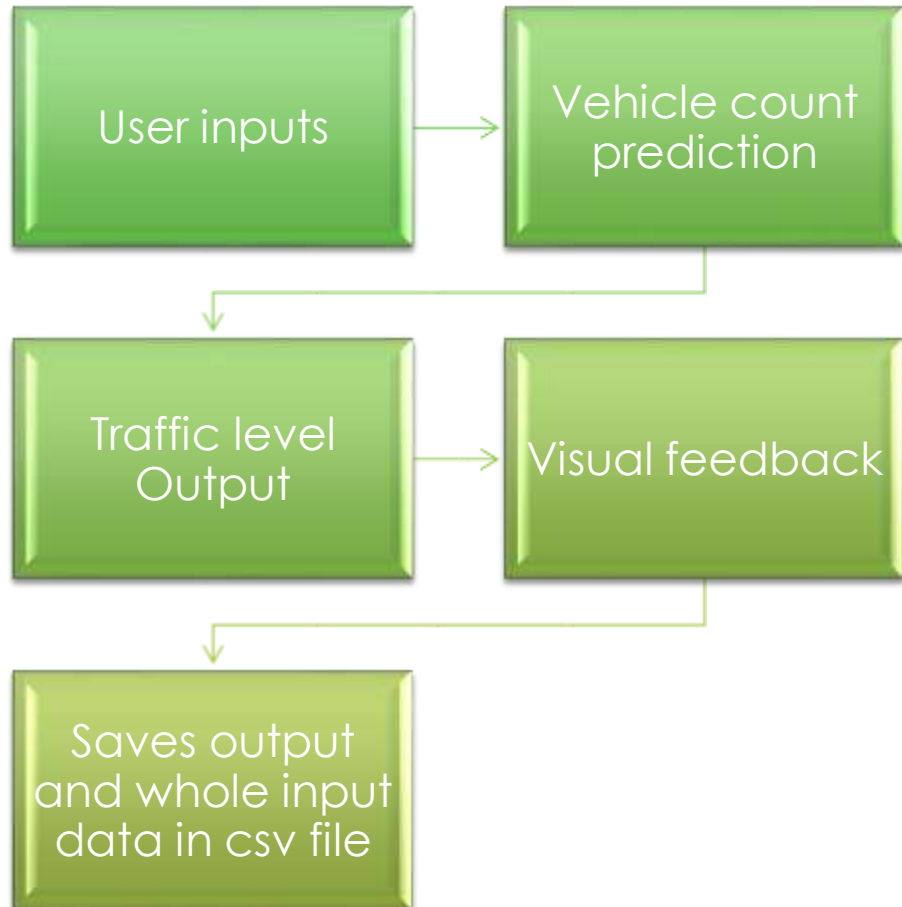 User inputs
Vehicle count
prediction
Traffic level
Output
Visual feedback
Saves output
and whole input
data in csv file